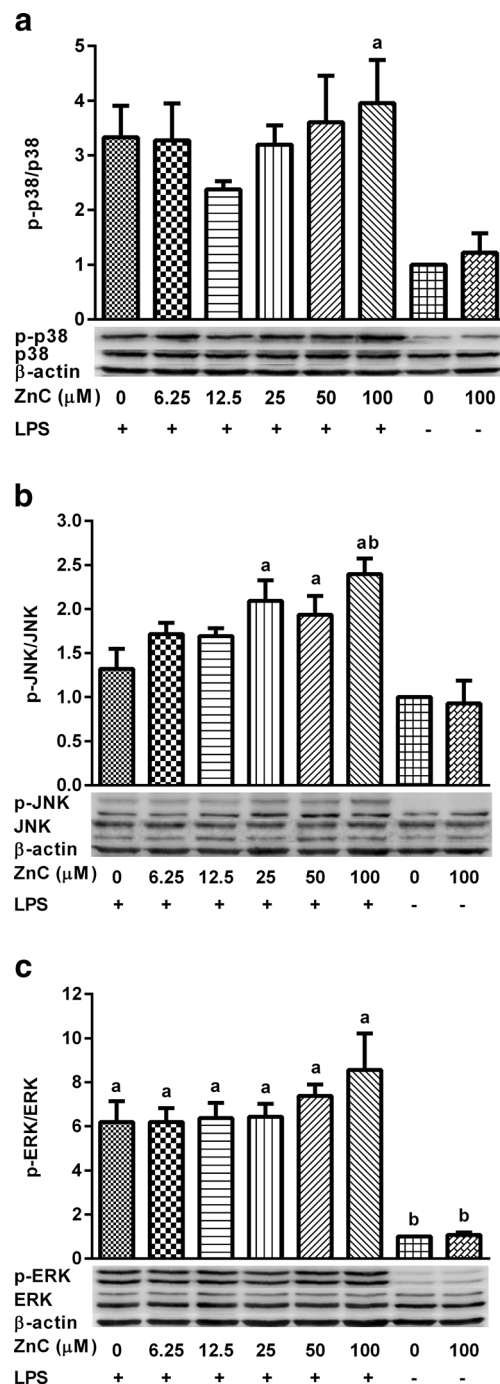 a
a
5
4
3
2
1
0
p-p38/p38
p-p38
p38
β-actin
ZnC (μM) 0 6.25 12.5 25 50 100 0 100
LPS + + + + + + - -
b
ab
a a
3.0
2.5
2.0
1.5
1.0
0.5
0.0
p-JNK/JNK
p-JNK
JNK
β-actin
ZnC (μM) 0 6.25 12.5 25 50 100 0 100
LPS + + + + + + - -
c
a a a a a a b b
12
10
8
6
4
2
0
p-ERK/ERK
p-ERK
ERK
β-actin
ZnC (μM) 0 6.25 12.5 25 50 100 0 100
LPS + + + + + + - -